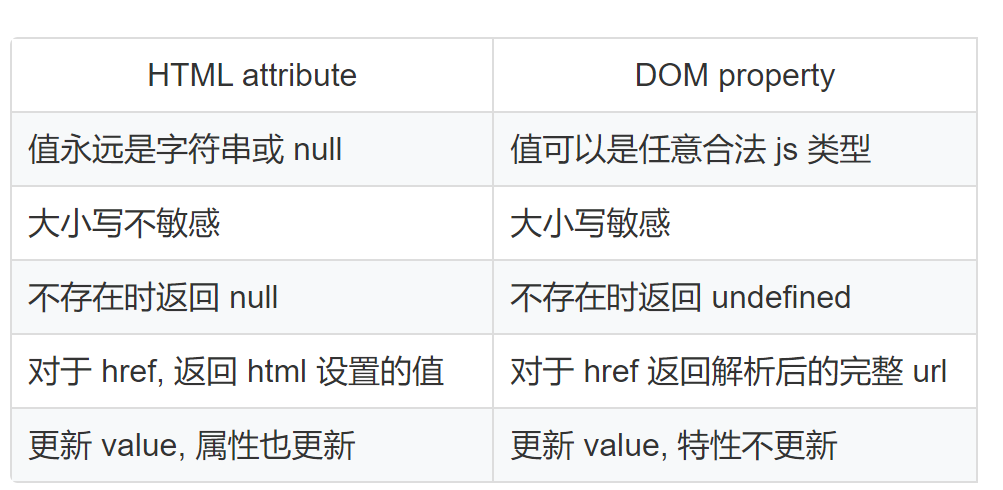 HTML attribute DOM property
值永远是字符串或 null 值可以是任意合法 js 类型
大小写不敏感 大小写敏感
不存在时返回 null 不存在时返回 undefined
对于 href, 返回 html 设置的值 对于 href 返回解析后的完整 url
更新 value, 属性也更新 更新 value, 特性不更新